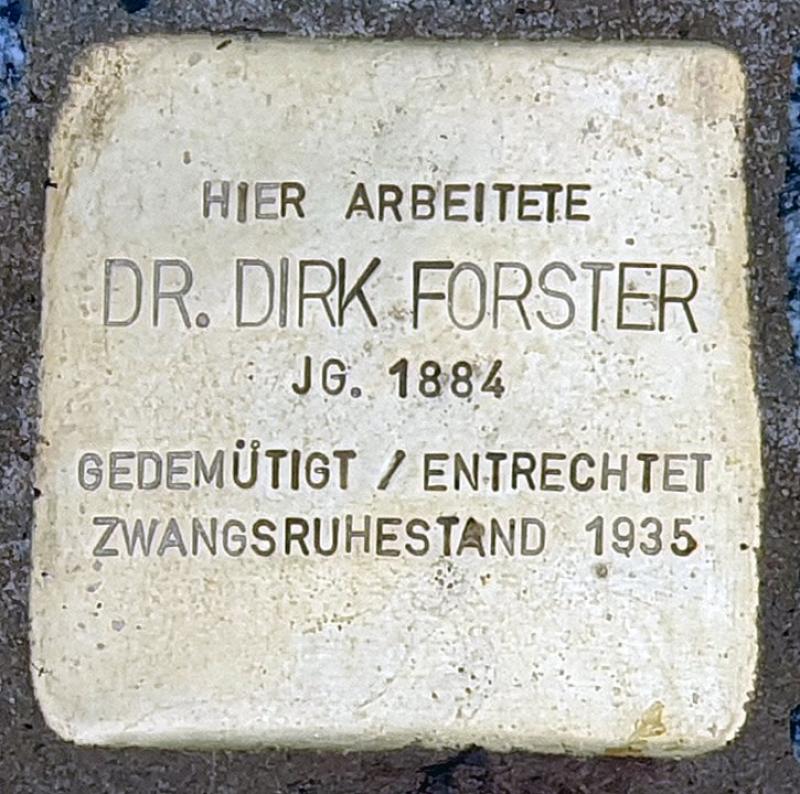 HIER ARBEITETE
DR. DIRK FORSTER
JG. 1884
GEDEMÜTIGT / ENTRECHTET
ZWANGSRUHESTAND 1935